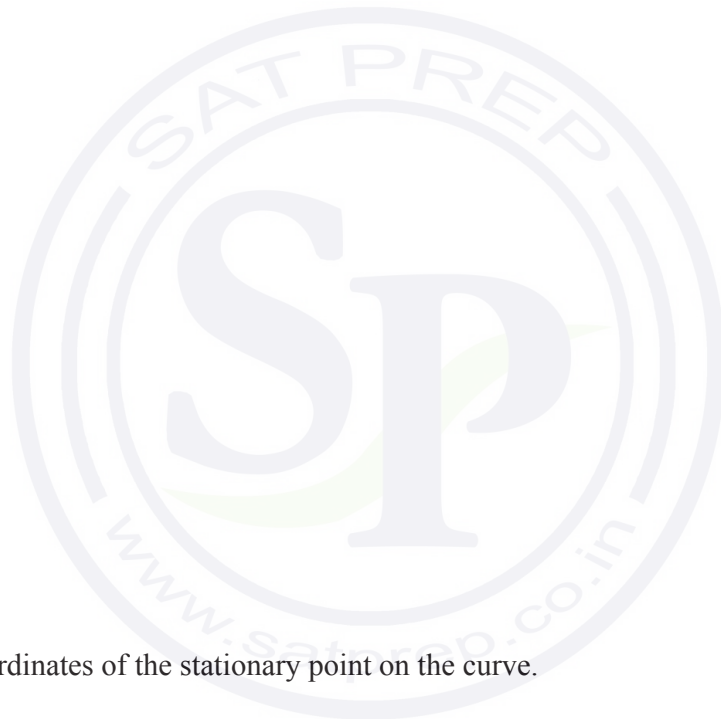 SAT PREP
SP
www.satprep.co.in
rdinates of the stationary point on the curve.